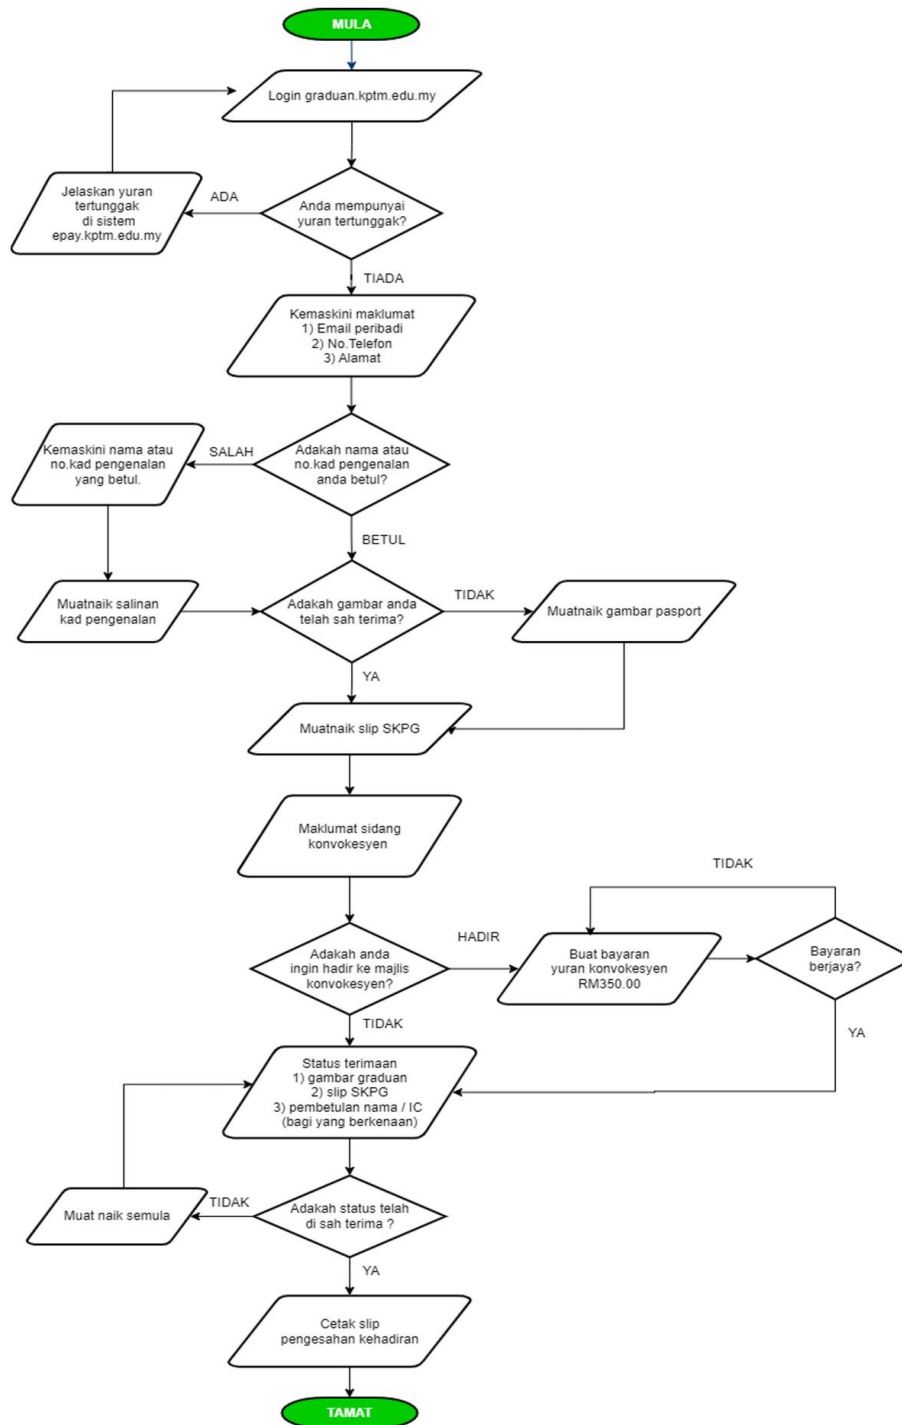 MULA
Login graduan.kptm.edu.my
Jelaskan yuran
tertunggak
di sistem
epay.kptm.edu.my
ADA
Anda mempunyai
yuran tertunggak?
TIADA
Kemaskini maklumat
1) Email peribadi
2) No.Telefon
3) Alamat
Kemaskini nama atau
no.kad pengenalan
yang betul.
SALAH
Adakah nama atau
no.kad pengenalan
anda betul?
BETUL
Muatnaik salinan
kad pengenalan
Adakah gambar anda
telah sah terima?
TIDAK
Muatnaik gambar pasport
YA
Muatnaik slip SKPG
Maklumat sidang
konvokesyen
TIDAK
Adakah anda
ingin hadir ke majlis
konvokesyen?
HADIR
Buat bayaran
yuran konvokesyen
RM350.00
Bayaran
berjaya?
TIDAK
YA
Status terimaan
1) gambar graduan
2) slip SKPG
3) pembetulan nama / IC
(bagi yang berkenaan)
Muat naik semula
TIDAK
Adakah status telah
di sah terima ?
YA
Cetak slip
pengesahan kehadiran
TAMAT